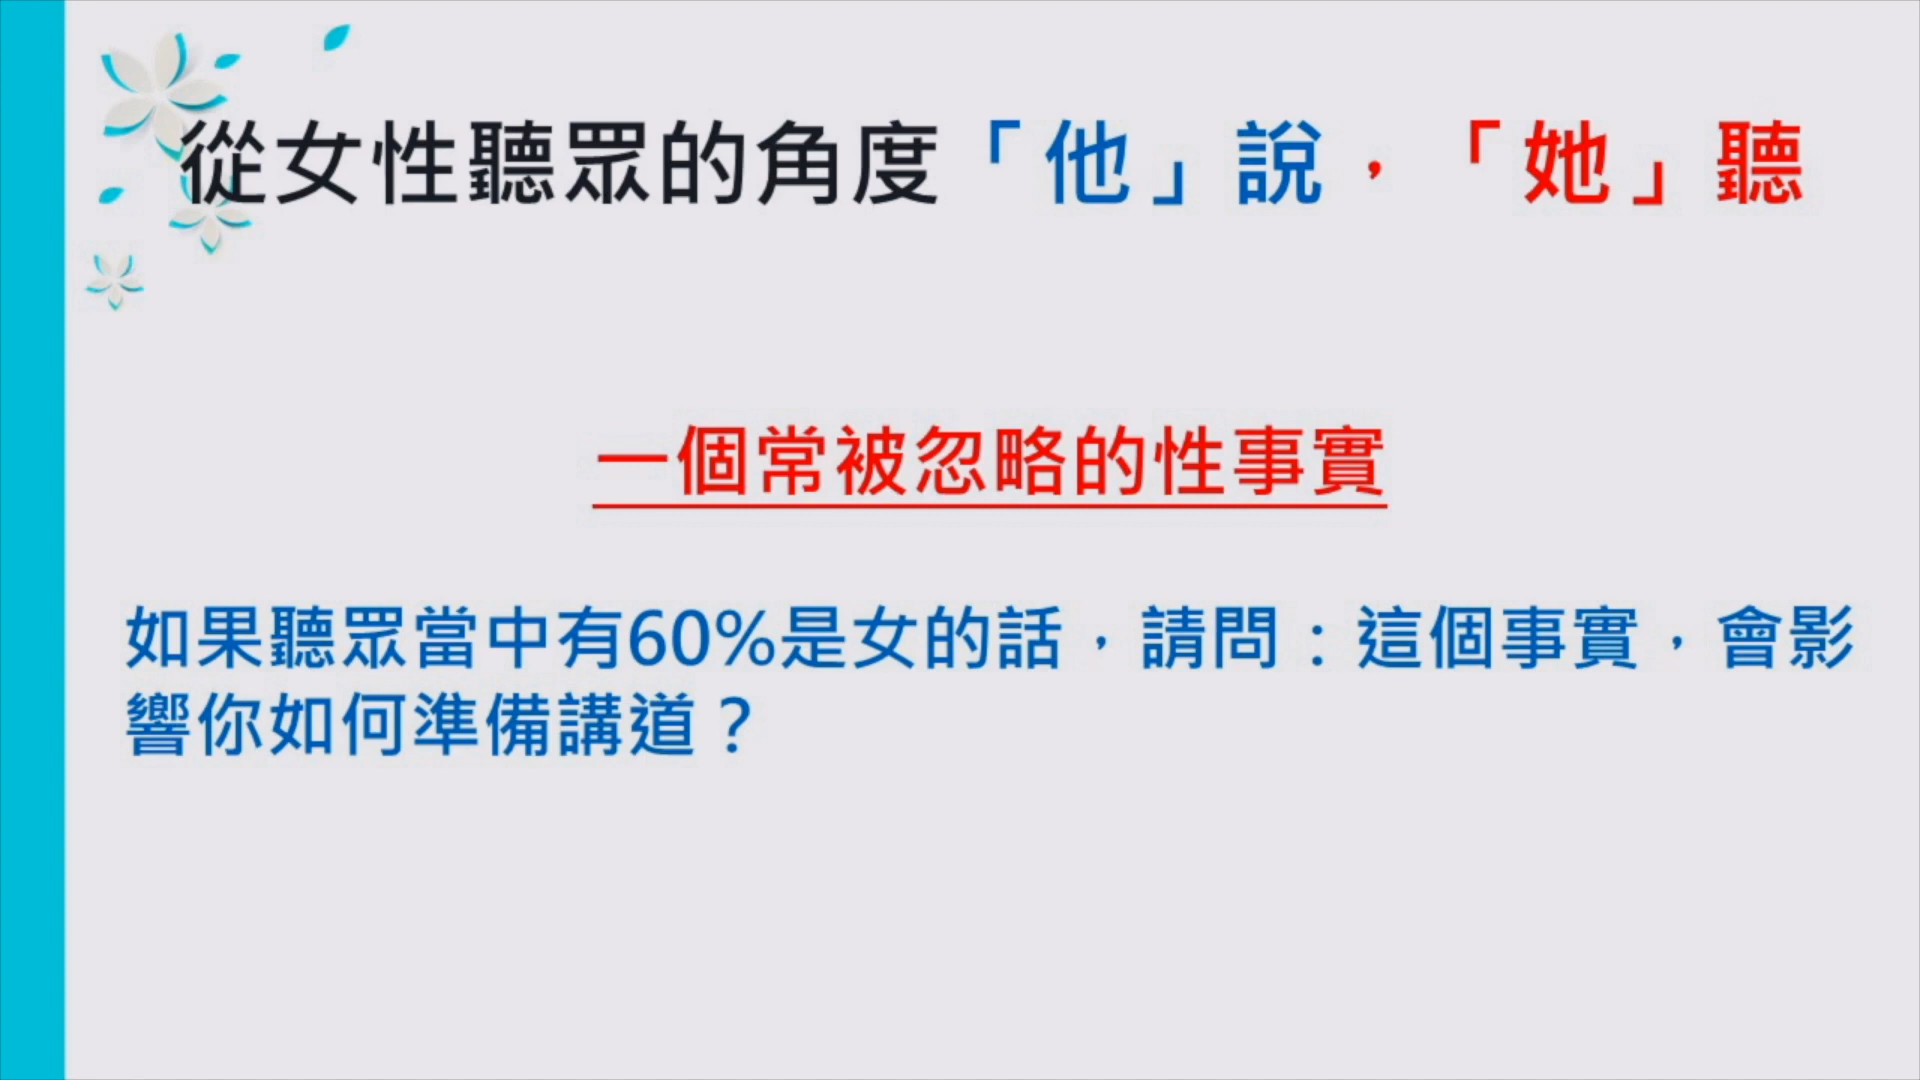 從女性聽眾的角度「他」說，「她」聽
一個常被忽略的性事實
如果聽眾當中有60%是女的話，請問：這個事實，會影
響你如何準備講道？